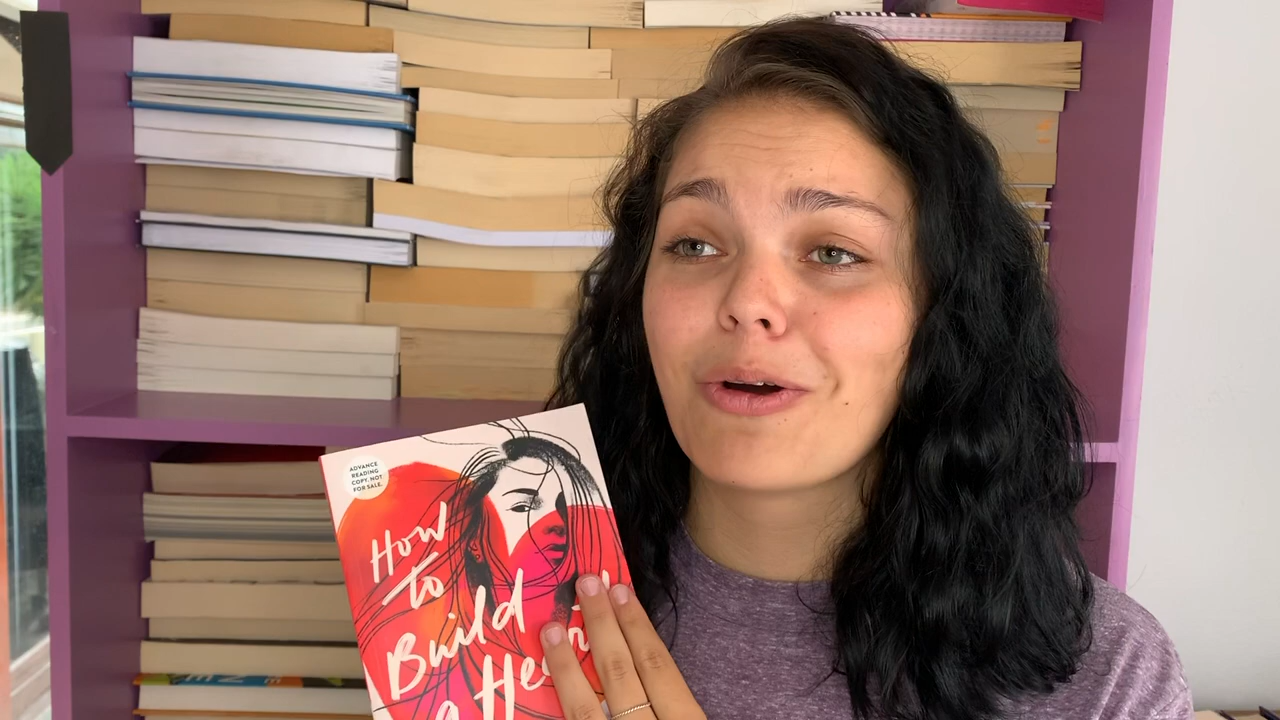 ADVANCE
READING
COPY. NOT
FOR SALE.
How
to
Build
a